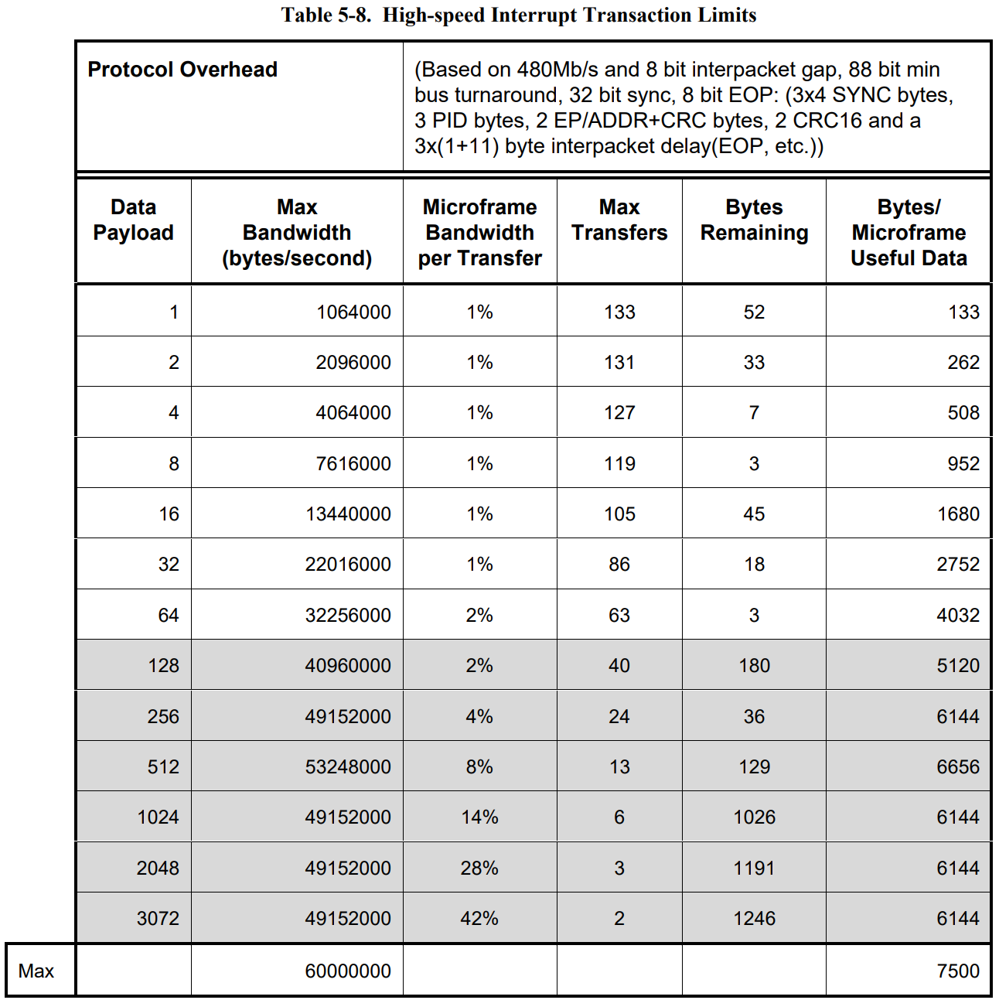 Table 5-8. High-speed Interrupt Transaction Limits
Protocol Overhead
(Based on 480Mb/s and 8 bit interpacket gap, 88 bit min
bus turnaround, 32 bit sync, 8 bit EOP: (3x4 SYNC bytes,
3 PID bytes, 2 EP/ADDR+CRC bytes, 2 CRC16 and a
3x(1+11) byte interpacket delay(EOP, etc.))
Data Payload | Max Bandwidth (bytes/second) | Microframe Bandwidth per Transfer | Max Transfers | Bytes Remaining | Bytes/ Microframe Useful Data
1 1064000 1% 133 52 133
2 2096000 1% 131 33 262
4 4064000 1% 127 7 508
8 7616000 1% 119 3 952
16 13440000 1% 105 45 1680
32 22016000 1% 86 18 2752
64 32256000 2% 63 3 4032
128 40960000 2% 40 180 5120
256 49152000 4% 24 36 6144
512 53248000 8% 13 129 6656
1024 49152000 14% 6 1026 6144
2048 49152000 28% 3 1191 6144
3072 49152000 42% 2 1246 6144
Max 60000000 7500